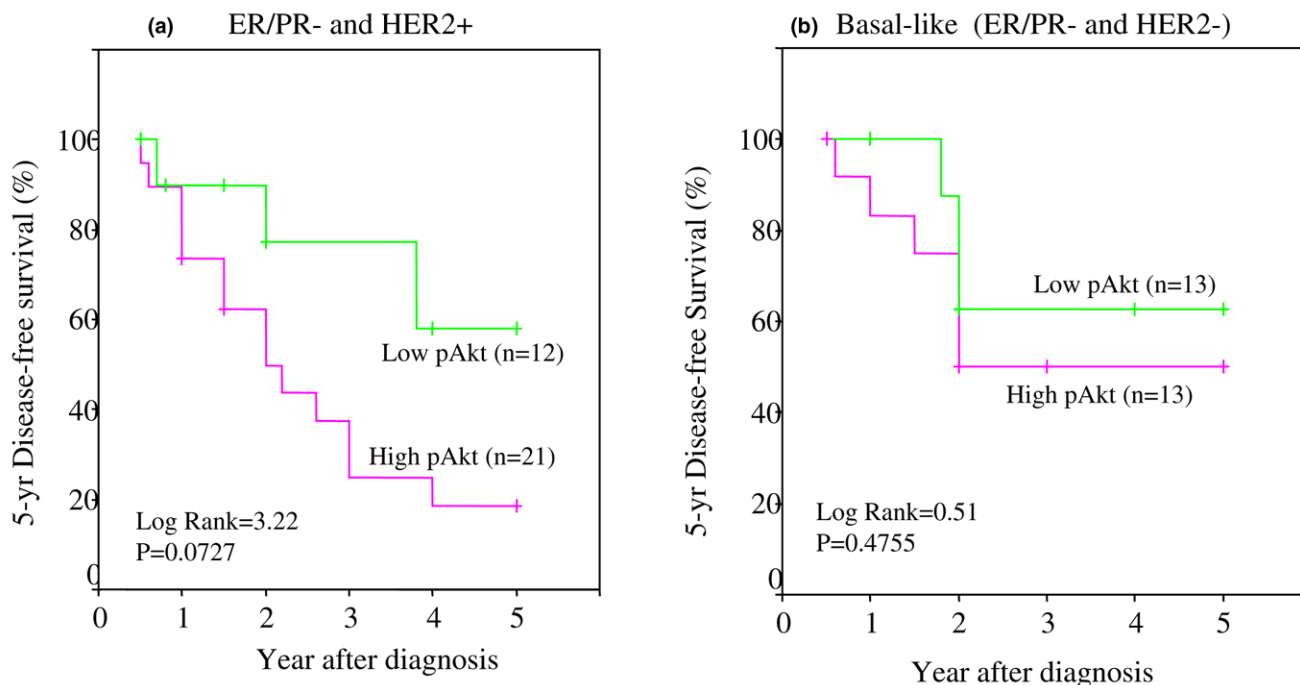 (a) ER/PR- and HER2+
5-yr Disease-free survival (%)
100
80
60
40
20
0
Low pAkt (n=12)
High pAkt (n=21)
Log Rank=3.22
P=0.0727
0 1 2 3 4 5
Year after diagnosis
(b) Basal-like (ER/PR- and HER2-)
5-yr Disease-free Survival (%)
100
80
60
40
20
0
Low pAkt (n=13)
High pAkt (n=13)
Log Rank=0.51
P=0.4755
0 1 2 3 4 5
Year after diagnosis